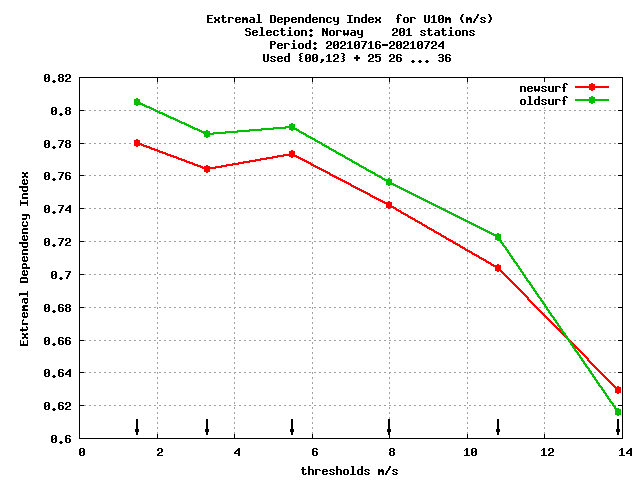 Extremal Dependency Index  for U10m (m/s)
Selection: Norway    201 stations
Period: 20210716-20210724
Used {00,12} + 25 26 ... 36
newsurf
oldsurf
0.82
0.8
0.78
0.76
0.74
0.72
0.7
0.68
0.66
0.64
0.62
0.6
Extremal Dependency Index
0 2 4 6 8 10 12 14
thresholds m/s